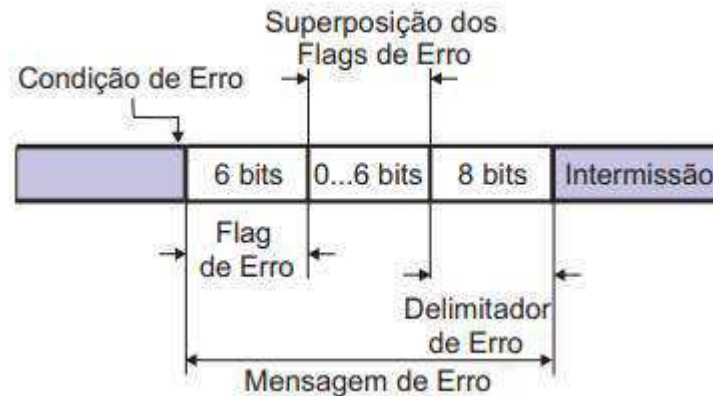 Superposição dos
Flags de Erro
Condição de Erro
6 bits
0...6 bits
8 bits
Intermissão
Flag
de Erro
Delimitador
de Erro
Mensagem de Erro